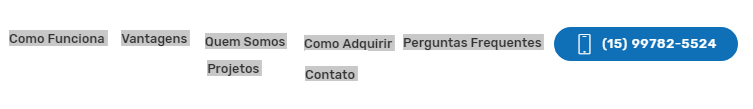 Como Funciona
Vantagens
Quem Somos
Como Adquirir
Perguntas Frequentes
(15) 99782-5524
Projetos
Contato